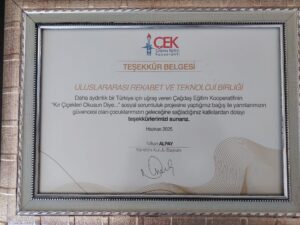 ÇEK
TEŞEKKÜR BELGESİ
ULUSLARARASI REKABET VE TEKNOLOJİ BİRLİĞİ
Daha aydınlık bir Türkiye için uğraş veren Çağdaş Eğitim Kooperatifinin
"Kır Çiçekleri Okusun Diye..." sosyal sorumluluk projesine yaptığınız bağış ile yarınlarımızın
güvencesi olan çocuklarımızın geleceğine sağladığınız katkılardan dolayı
teşekkürlerimizi sunarız.
Haziran 2025
ALPAY